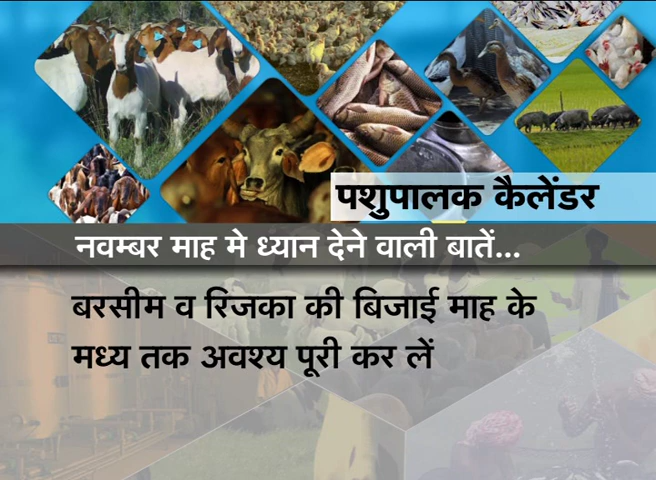 पशुपालक कैलेंडर
नवम्बर माह मे ध्यान देने वाली बातें...
बरसीम व रिजका की बिजाई माह के
मध्य तक अवश्य पूरी कर लें